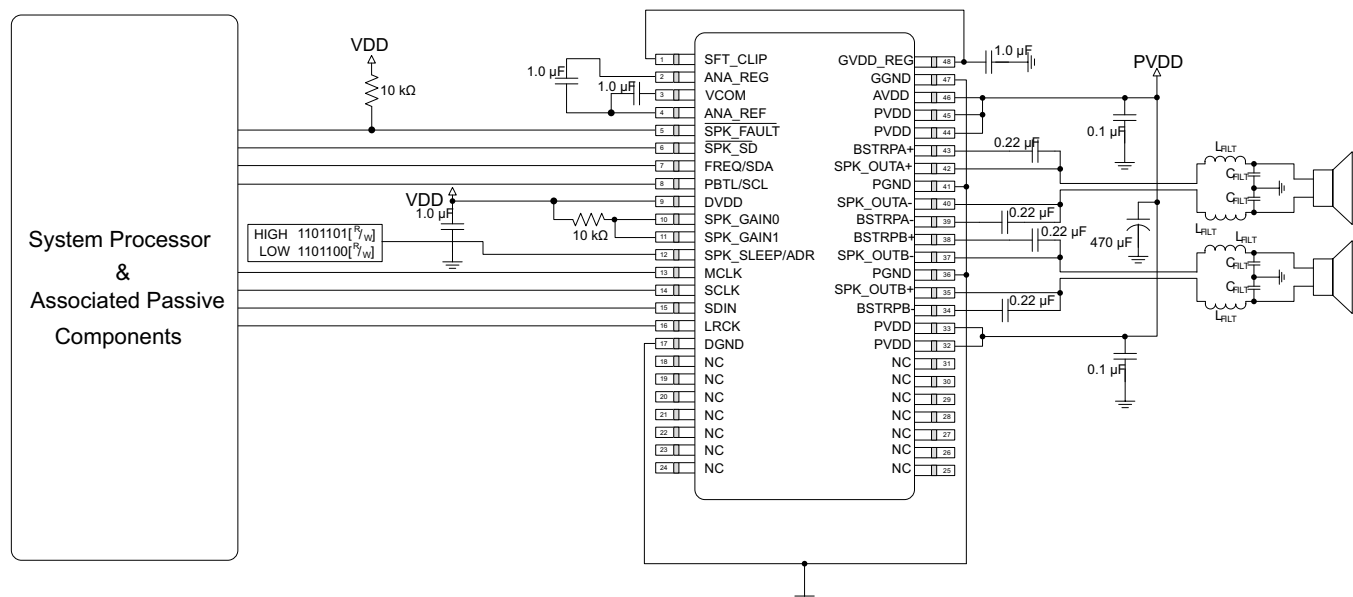 System Processor
&
Associated Passive
Components
VDD
10 kΩ
1.0 µF
1.0 µF
VDD
1.0 µF
10 kΩ
HIGH 1101101[R/W]
LOW 1101100[R/W]
1 SFT_CLIP
2 ANA_REG
3 VCOM
4 ANA_REF
5 SPK_FAULT
6 SPK_SD
7 FREQ/SDA
8 PBTL/SCL
9 DVDD
10 SPK_GAIN0
11 SPK_GAIN1
12 SPK_SLEEP/ADR
13 MCLK
14 SCLK
15 SDIN
16 LRCK
17 DGND
18 NC
19 NC
20 NC
21 NC
22 NC
23 NC
24 NC
GVDD_REG 48
GGND 47
AVDD 46
PVDD 45
PVDD 44
BSTRPA+ 43
SPK_OUTA+ 42
PGND 41
SPK_OUTA- 40
BSTRPA- 39
BSTRPB+ 38
SPK_OUTB- 37
PGND 36
SPK_OUTB+ 35
BSTRPB- 34
PVDD 33
PVDD 32
NC 31
NC 30
NC 29
NC 28
NC 27
NC 26
NC 25
1.0 µF
PVDD
0.1 µF
0.22 µF
0.22 µF
0.22 µF
0.22 µF
470 µF
0.1 µF
LFILT
CFILT
CFILT
LFILT
LFILT
CFILT
CFILT
LFILT